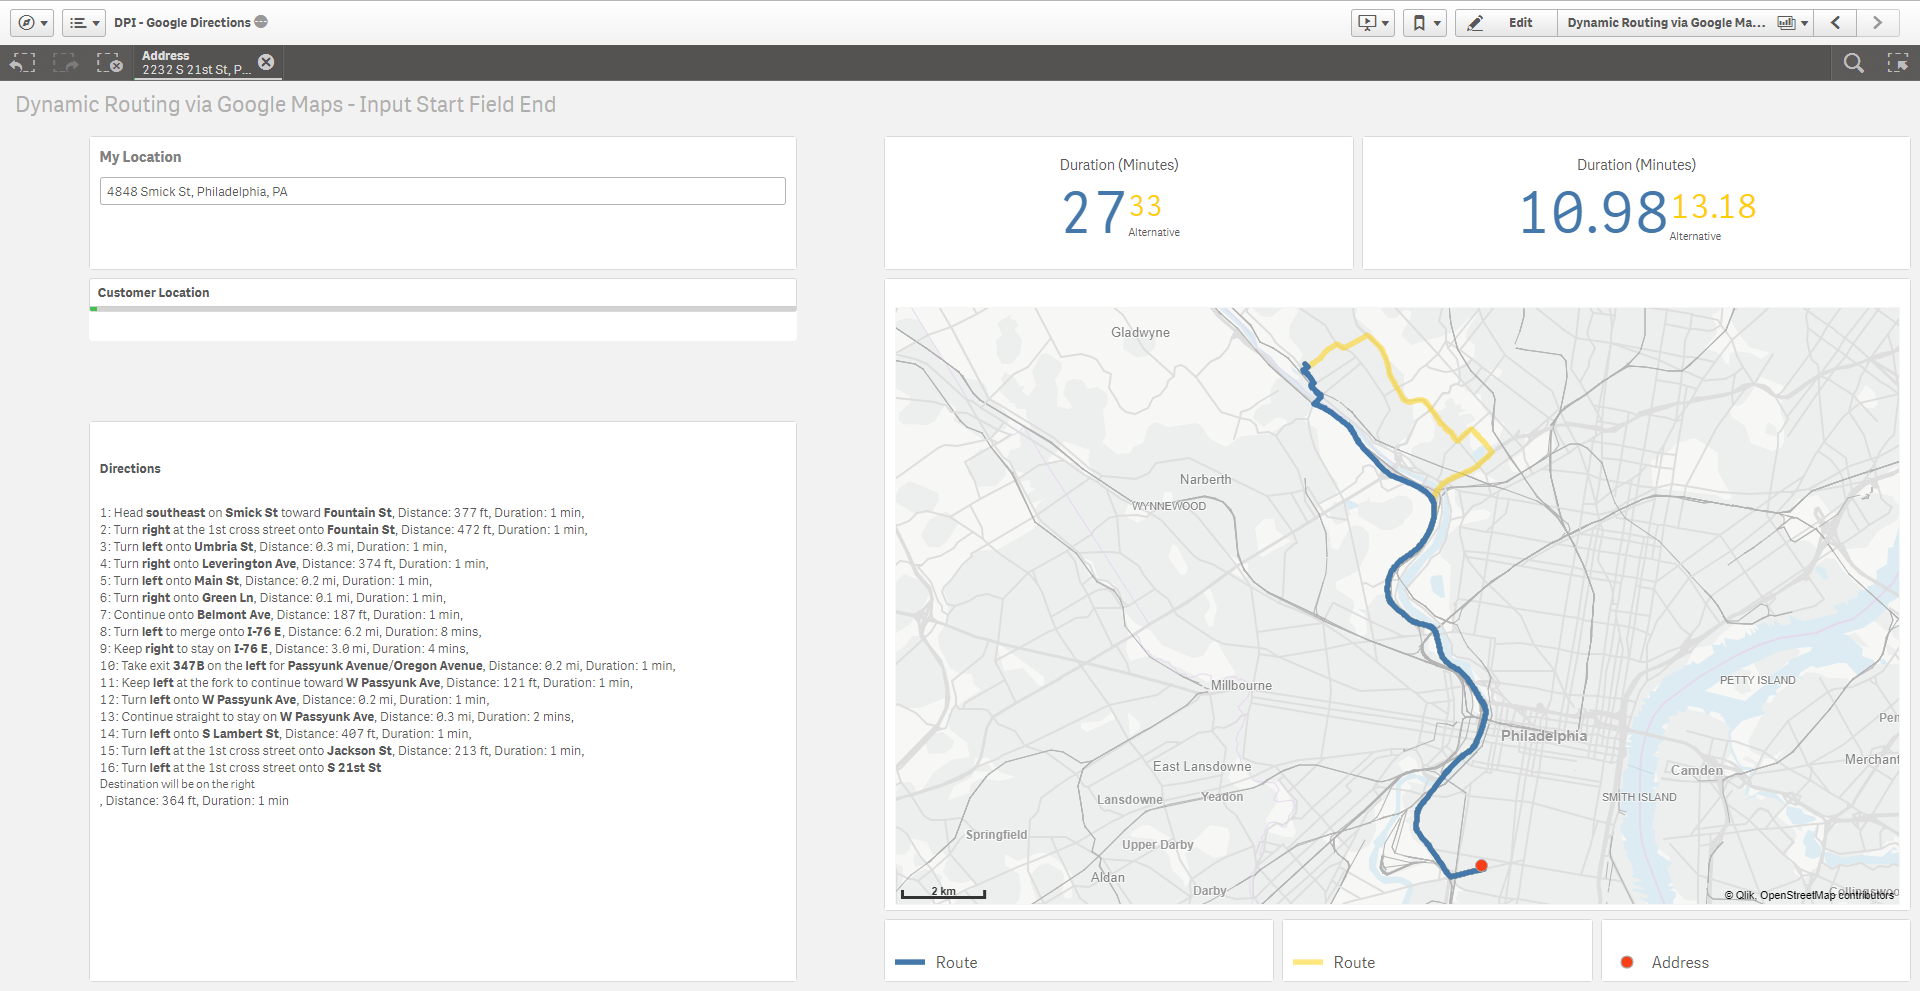 DPI - Google Directions
Edit
Dynamic Routing via Google Ma...
Address
2232 S 21st St, P...
Dynamic Routing via Google Maps - Input Start Field End
My Location
4848 Smick St, Philadelphia, PA
Customer Location
Directions
1: Head southeast on Smick St toward Fountain St, Distance: 377 ft, Duration: 1 min,
2: Turn right at the 1st cross street onto Fountain St, Distance: 472 ft, Duration: 1 min,
3: Turn left onto Umbria St, Distance: 0.3 mi, Duration: 1 min,
4: Turn right onto Leverington Ave, Distance: 374 ft, Duration: 1 min,
5: Turn left onto Main St, Distance: 0.2 mi, Duration: 1 min,
6: Turn right onto Green Ln, Distance: 0.1 mi, Duration: 1 min,
7: Continue onto Belmont Ave, Distance: 187 ft, Duration: 1 min,
8: Turn left to merge onto I-76 E, Distance: 6.2 mi, Duration: 8 mins,
9: Keep right to stay on I-76 E, Distance: 3.0 mi, Duration: 4 mins,
10: Take exit 347B on the left for Passyunk Avenue/Oregon Avenue, Distance: 0.2 mi, Duration: 1 min,
11: Keep left at the fork to continue toward W Passyunk Ave, Distance: 121 ft, Duration: 1 min,
12: Turn left onto W Passyunk Ave, Distance: 0.2 mi, Duration: 1 min,
13: Continue straight to stay on W Passyunk Ave, Distance: 0.3 mi, Duration: 2 mins,
14: Turn left onto S Lambert St, Distance: 407 ft, Duration: 1 min,
15: Turn left at the 1st cross street onto Jackson St, Distance: 213 ft, Duration: 1 min,
16: Turn left at the 1st cross street onto S 21st St
Destination will be on the right
, Distance: 364 ft, Duration: 1 min
Duration (Minutes)
27
33
Alternative
Duration (Minutes)
10.98
13.18
Alternative
Gladwyne
Narberth
WYNNEWOOD
Millbourne
PETTY ISLAND
Pen
Philadelphia
Merchant
East Lansdowne
Camden
Lansdowne
Yeadon
SMITH ISLAND
Springfield
Upper Darby
Aldan
Darby
Collingswoo
2 km
© Qlik, OpenStreetMap contributors
Route
Route
Address